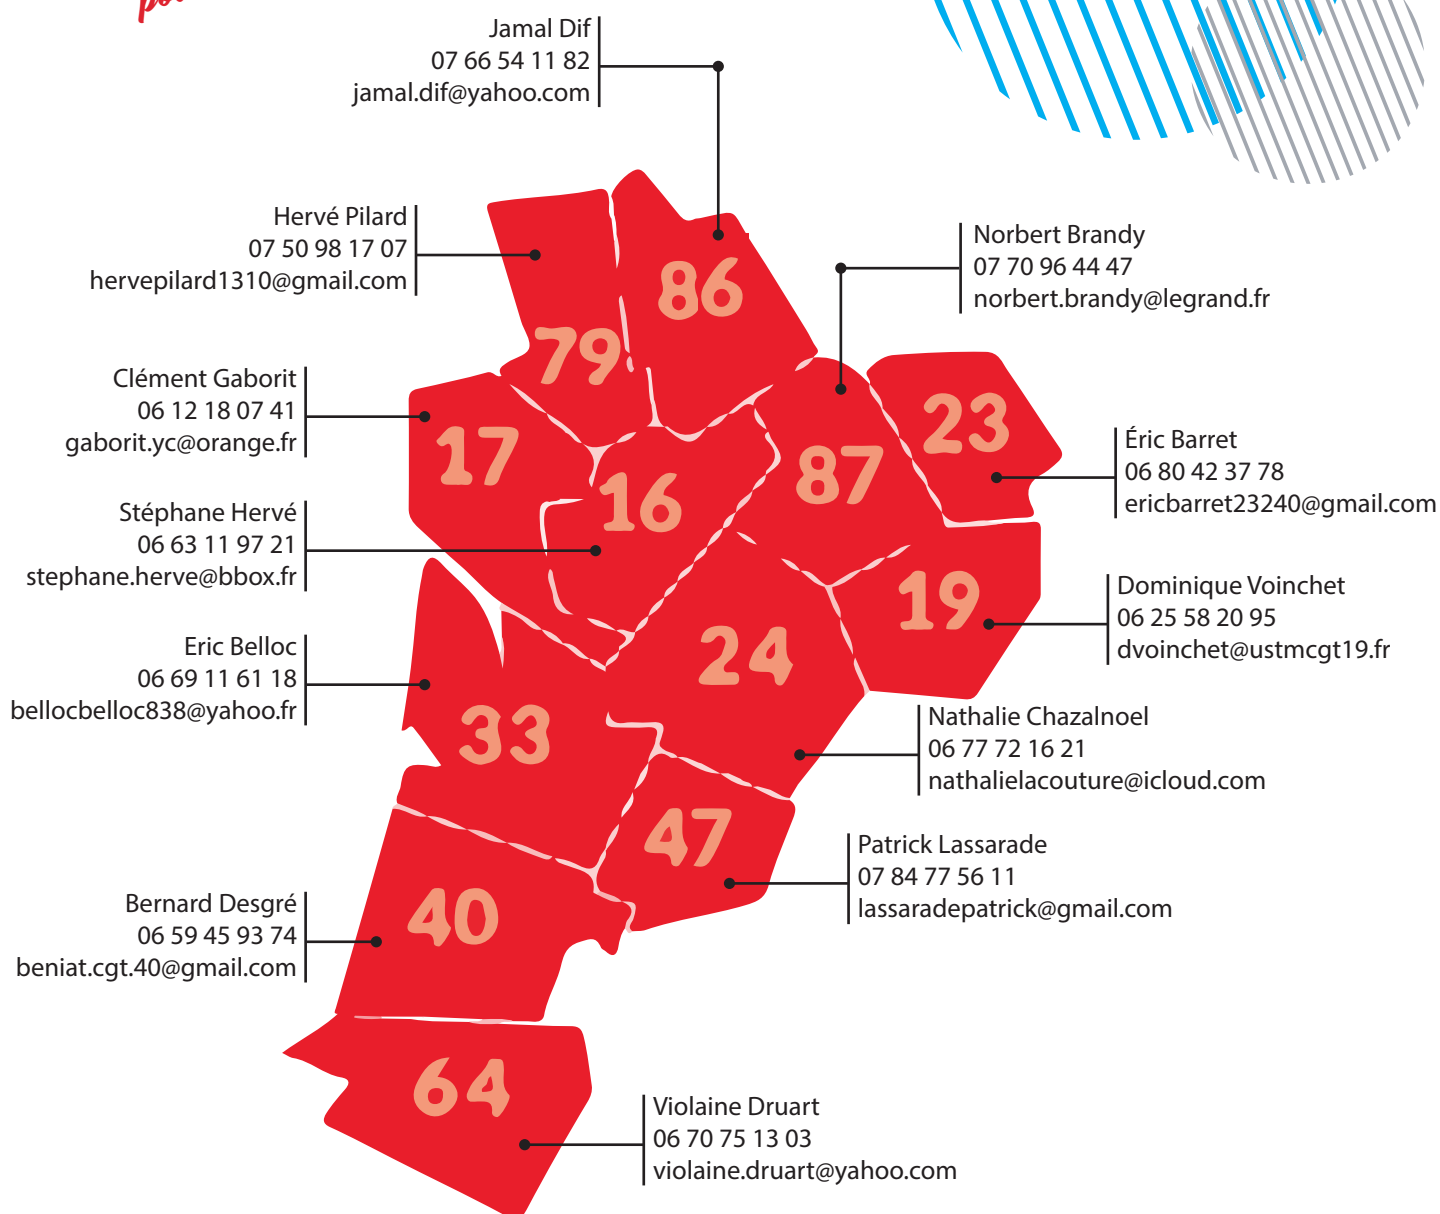 Jamal Dif
07 66 54 11 82
jamal.dif@yahoo.com
Hervé Pilard
07 50 98 17 07
hervepilard1310@gmail.com
Norbert Brandy
07 70 96 44 47
norbert.brandy@legrand.fr
86
79
Clément Gaborit
06 12 18 07 41
gaborit.yc@orange.fr
17
23
87
16
Éric Barret
06 80 42 37 78
ericbarret23240@gmail.com
Stéphane Hervé
06 63 11 97 21
stephane.herve@bbox.fr
19
Dominique Voinchet
06 25 58 20 95
dvoinchet@ustmcgt19.fr
24
Eric Belloc
06 69 11 61 18
bellocbelloc838@yahoo.fr
33
Nathalie Chazalnoel
06 77 72 16 21
nathalielacouture@icloud.com
47
Patrick Lassarade
07 84 77 56 11
lassaradepatrick@gmail.com
40
Bernard Desgré
06 59 45 93 74
beniat.cgt.40@gmail.com
64
Violaine Druart
06 70 75 13 03
violaine.druart@yahoo.com